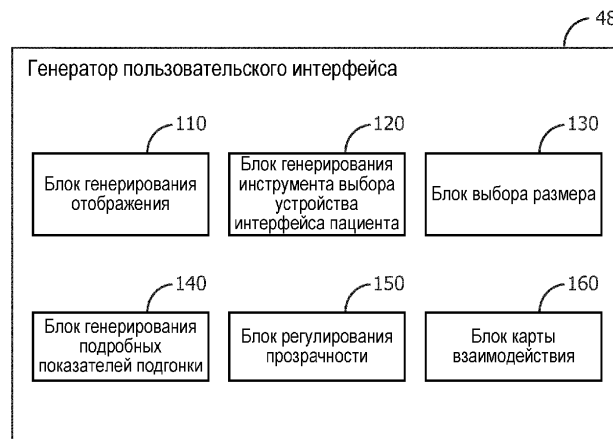 48
Генератор пользовательского интерфейса
110
120
130
Блок генерирования
отображения
Блок генерирования
инструмента выбора
устройства
интерфейса пациента
Блок выбора размера
140
150
160
Блок генерирования
подробных
показателей подгонки
Блок регулирования
прозрачности
Блок карты
взаимодействия